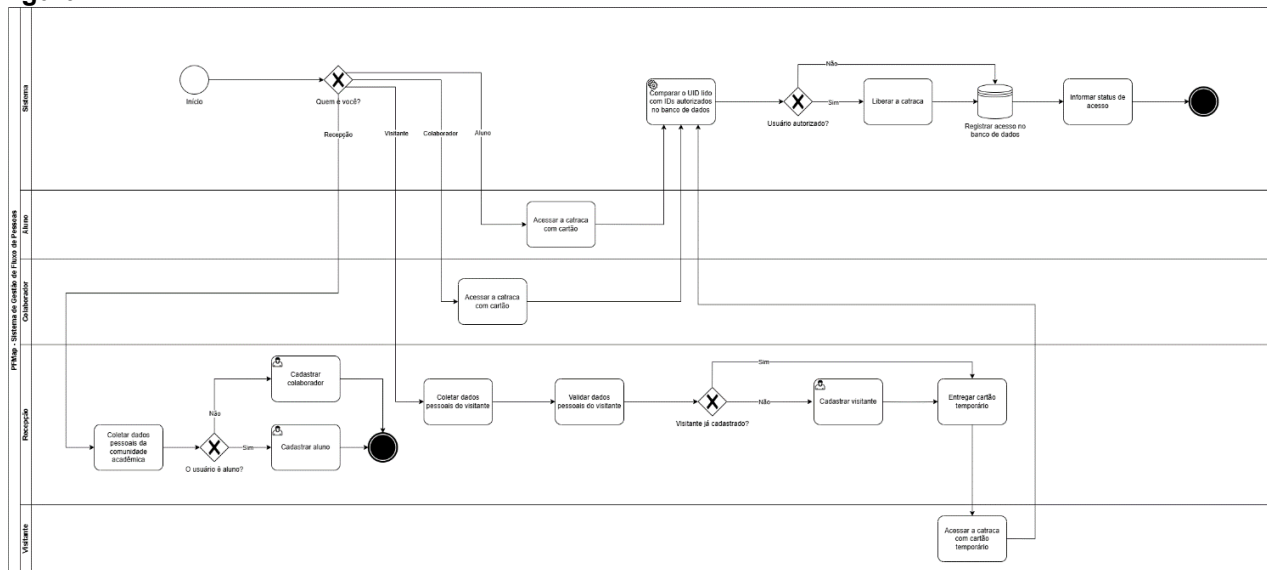 PFMap - Sistema de Gestão de Fluxo de Pessoas
Sistema
Início
Quem é você?
Recepção
Visitante
Colaborador
Aluno
Comparar o UID lido
com IDs autorizados
no banco de dados
Usuário autorizado?
Não
Sim
Liberar a catraca
Registrar acesso no
banco de dados
Informar status de
acesso
Aluno
Acessar a catraca
com cartão
Colaborador
Acessar a catraca
com cartão
Recepção
Coletar dados
pessoais da
comunidade
acadêmica
O usuário é aluno?
Não
Sim
Cadastrar
colaborador
Cadastrar aluno
Coletar dados
pessoais do visitante
Validar dados
pessoais do visitante
Visitante já cadastrado?
Sim
Não
Cadastrar visitante
Entregar cartão
temporário
Visitante
Acessar a catraca
com cartão
temporário